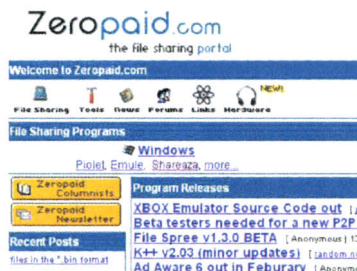 Zeropaid.com
the file sharing portal
Welcome to Zeropaid.com
NEW!
File Sharing Tools News Forums Links Hardware
File Sharing Programs
Windows
Piolet, Emule, Shareaza, more...
Zeropaid Columnists
Zeropaid Newsletter
Program Releases
XBOX Emulator Source Code out
Beta testers needed for a new P2P
File Spree v1.3.0 BETA [ Anonymous |
K++ v2.03 (minor updates) [ random
Ad Aware 6 out in Feburary [
Recent Posts
files in the *.bin format